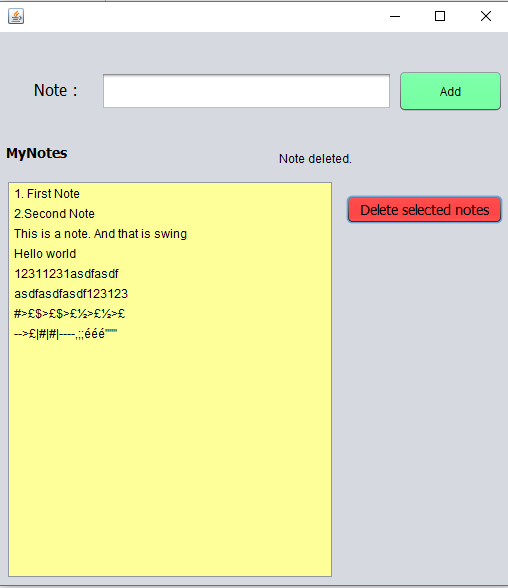 Note :
Add
MyNotes
Note deleted.
Delete selected notes
1. First Note
2.Second Note
This is a note. And that is swing
Hello world
12311231asdfasdf
asdfasdfasdf123123
#>£$>£$>£½>£½>£
-->£|#|#|----,;;ééé"""